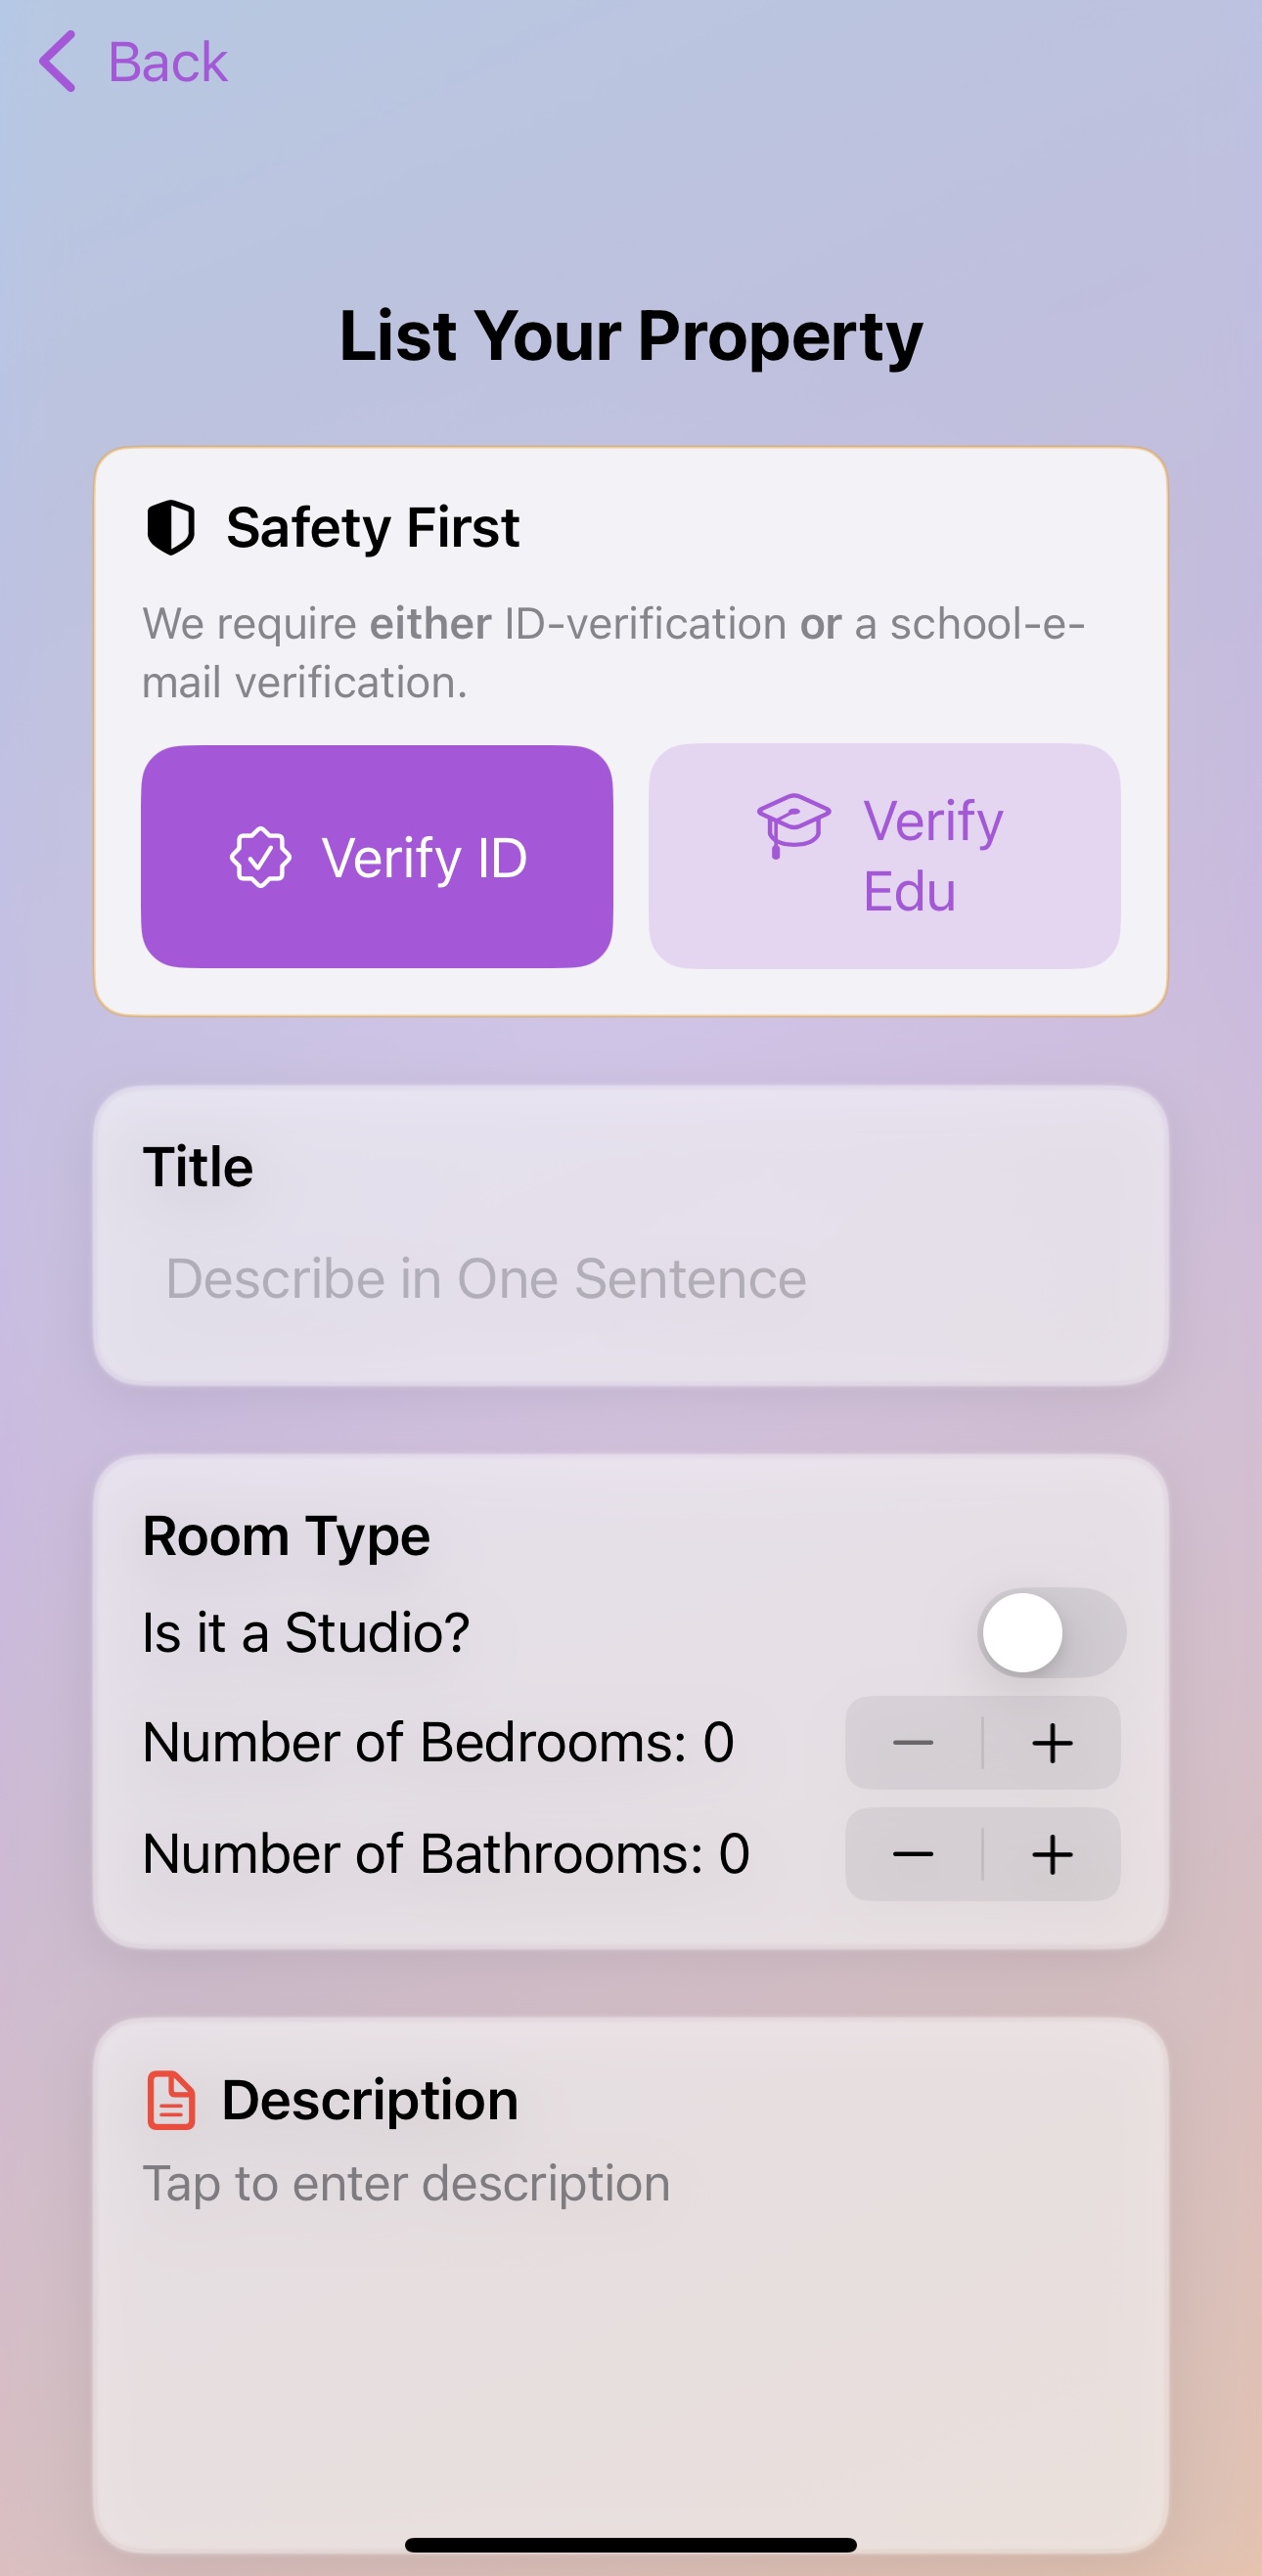 Back
List Your Property
Safety First
We require either ID-verification or a school-e-
mail verification.
Verify ID
Verify
Edu
Title
Describe in One Sentence
Room Type
Is it a Studio?
Number of Bedrooms: 0
Number of Bathrooms: 0
Description
Tap to enter description